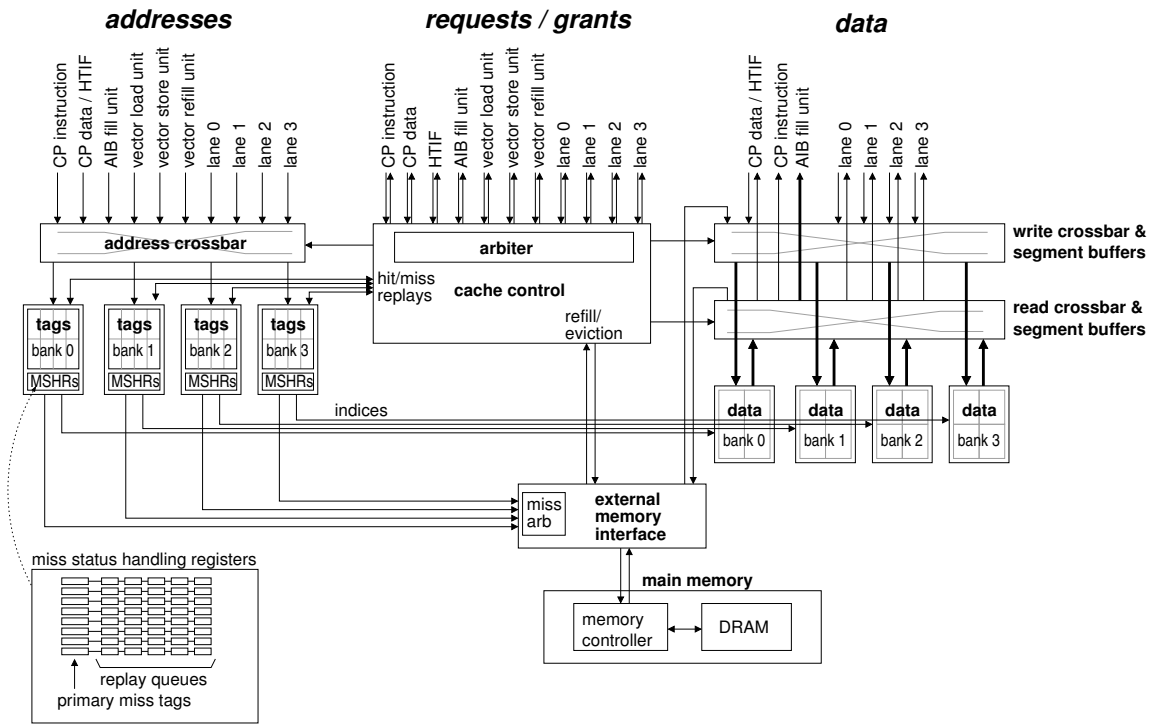 addresses
requests / grants
data
CP instruction
CP data / HTIF
AIB fill unit
vector load unit
vector store unit
vector refill unit
lane 0
lane 1
lane 2
lane 3
CP instruction
CP data
HTIF
AIB fill unit
vector load unit
vector store unit
vector refill unit
lane 0
lane 1
lane 2
lane 3
CP data / HTIF
CP instruction
AIB fill unit
lane 0
lane 1
lane 2
lane 3
address crossbar
arbiter
write crossbar &
segment buffers
hit/miss
replays
cache control
refill/
eviction
read crossbar &
segment buffers
tags
bank 0
MSHRs
tags
bank 1
MSHRs
tags
bank 2
MSHRs
tags
bank 3
MSHRs
indices
data
bank 0
data
bank 1
data
bank 2
data
bank 3
miss
arb
external
memory
interface
miss status handling registers
replay queues
primary miss tags
main memory
memory
controller
DRAM